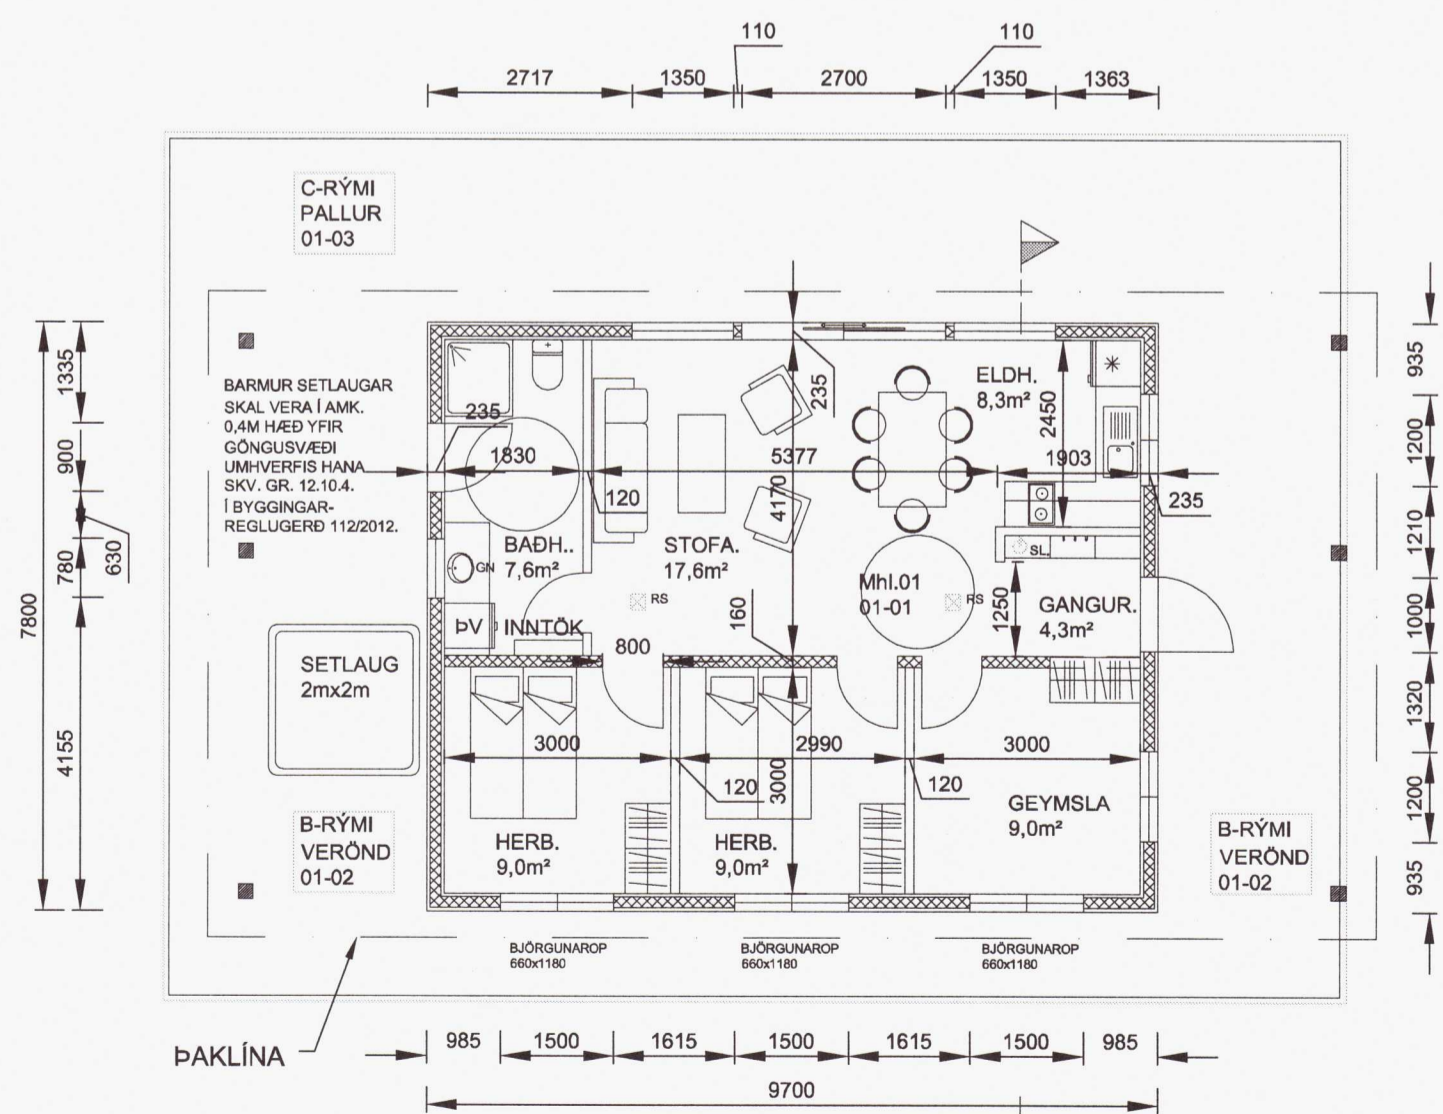 110
110
2717
1350
2700
1350
1363
C-RÝMI
PALLUR
01-03
BARMUR SETLAUGAR
SKAL VERA Í AMK.
0,4M HÆÐ YFIR
GÖNGUSVÆÐI
UMHVERFIS HANA
SKV. GR. 12.10.4.
Í BYGGINGAR-
REGLUGERÐ 112/2012.
7800
1335
900
780
630
4155
235
1830
120
5377
4170
235
ELDH.
8,3m²
2450
1903
235
BAÐH..
7,6m²
GN
ÞV
INNTÖK
STOFA.
17,6m²
RS
Mhl.01
01-01
RS
SL.
1250
GANGUR.
4,3m²
160
800
SETLAUG
2mx2m
3000
2990
3000
120
3000
120
HERB.
9,0m²
HERB.
9,0m²
GEYMSLA
9,0m²
B-RÝMI
VERÖND
01-02
B-RÝMI
VERÖND
01-02
935
1200
1210
1000
1320
1200
935
BJÖRGUNAROP
660x1180
BJÖRGUNAROP
660x1180
BJÖRGUNAROP
660x1180
ÞAKLÍNA
985
1500
1615
1500
1615
1500
985
9700